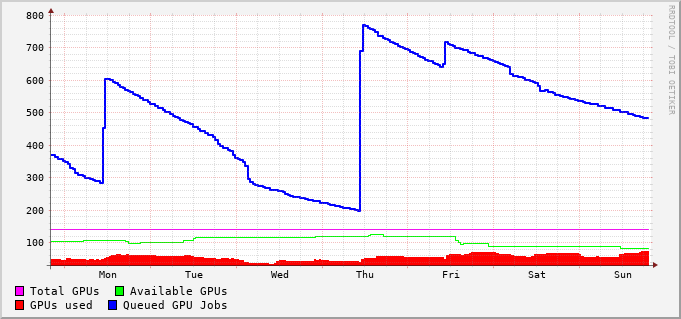 800
700
600
500
400
300
200
100
Mon Tue Wed Thu Fri Sat Sun
Total GPUs Available GPUs
GPUs used Queued GPU Jobs
RRDTOOL / TOBI OETIKER